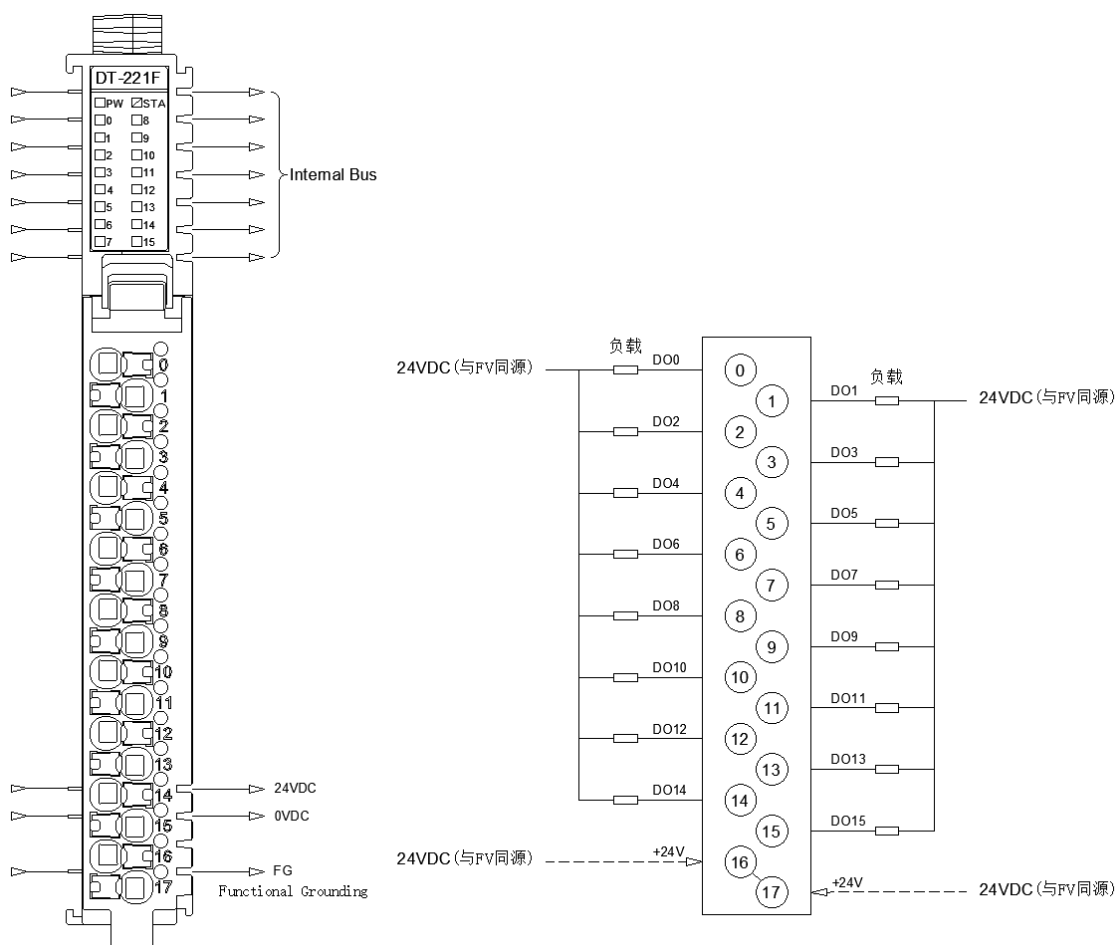 DT-221F
PW STA
0 8
1 9
2 10
3 11
4 12
5 13
6 14
7 15
Internal Bus
0
1
2
3
4
5
6
7
8
9
10
11
12
13
14
15
16
17
24VDC
0VDC
FG
Functional Grounding
负载
24VDC(与FV同源)
DO0
DO2
DO4
DO6
DO8
DO10
DO12
DO14
24VDC(与FV同源)
+24V
0
1
2
3
4
5
6
7
8
9
10
11
12
13
14
15
16
17
负载
DO1
24VDC(与FV同源)
DO3
DO5
DO7
DO9
DO11
DO13
DO15
+24V
24VDC(与FV同源)